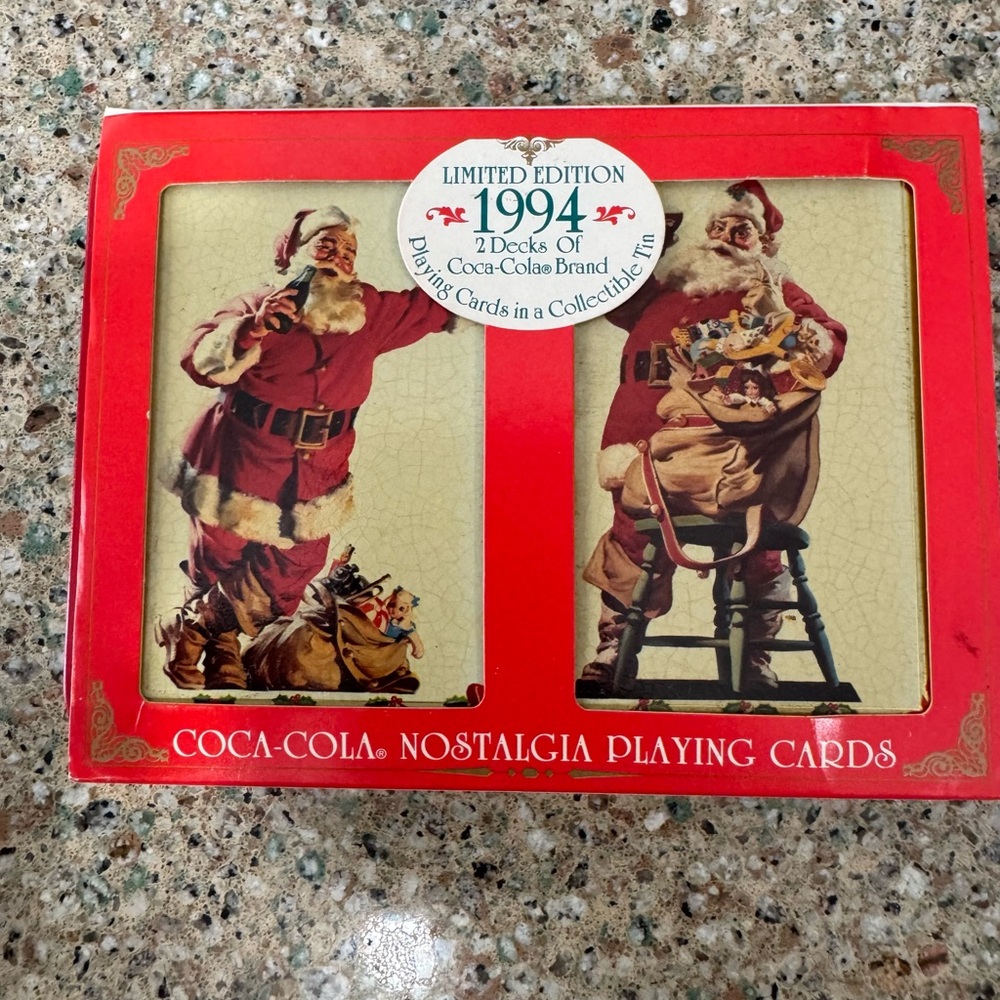 LIMITED EDITION
1994
2 Decks Of
Coca-Cola® Brand
Playing Cards in a Collectible Tin
COCA-COLA® NOSTALGIA PLAYING CARDS